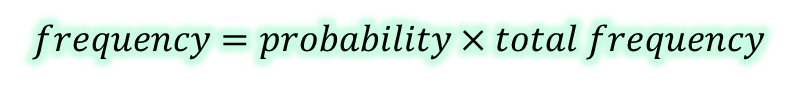 frequency = probability × total frequency